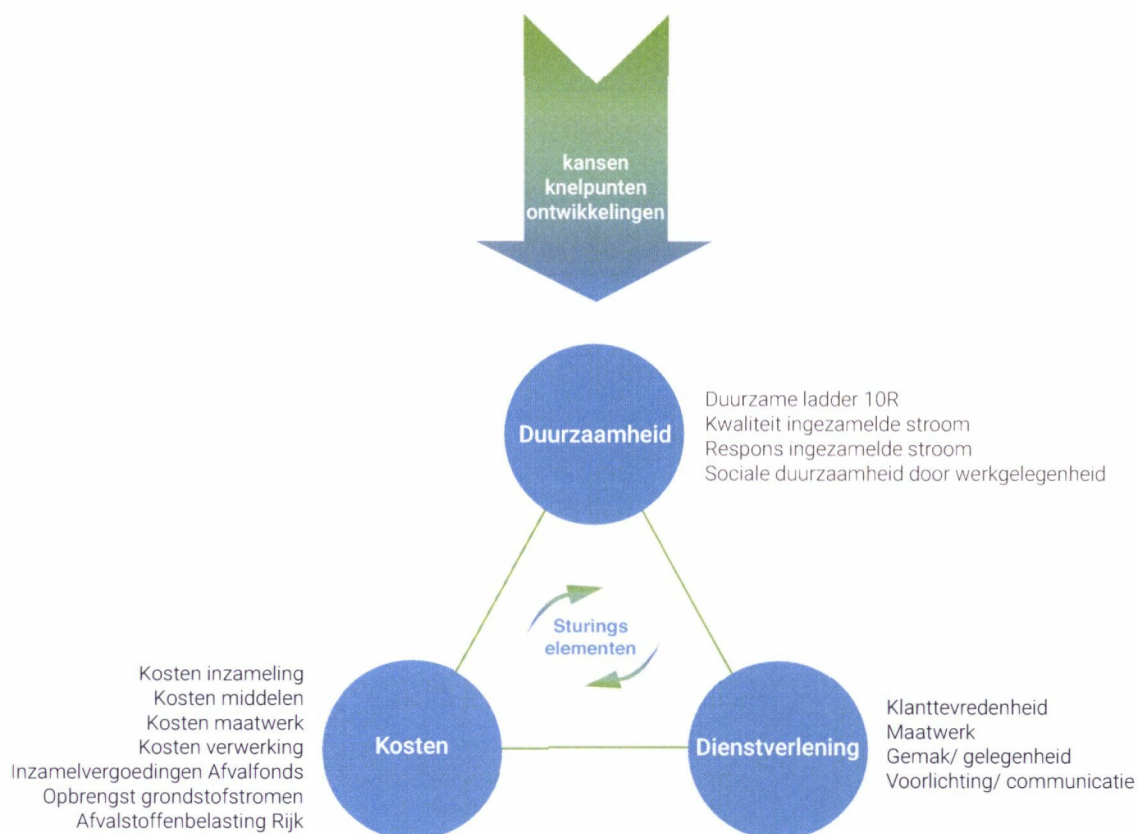 kansen
knelpunten
ontwikkelingen
Duurzaamheid
Duurzame ladder 10R
Kwaliteit ingezamelde stroom
Respons ingezamelde stroom
Sociale duurzaamheid door werkgelegenheid
Sturings
elementen
Kosten inzameling
Kosten middelen
Kosten maatwerk
Kosten verwerking
Inzamelvergoedingen Afvalfonds
Opbrengst grondstofstromen
Afvalstoffenbelasting Rijk
Kosten
Dienstverlening
Klanttevredenheid
Maatwerk
Gemak/ gelegenheid
Voorlichting/ communicatie